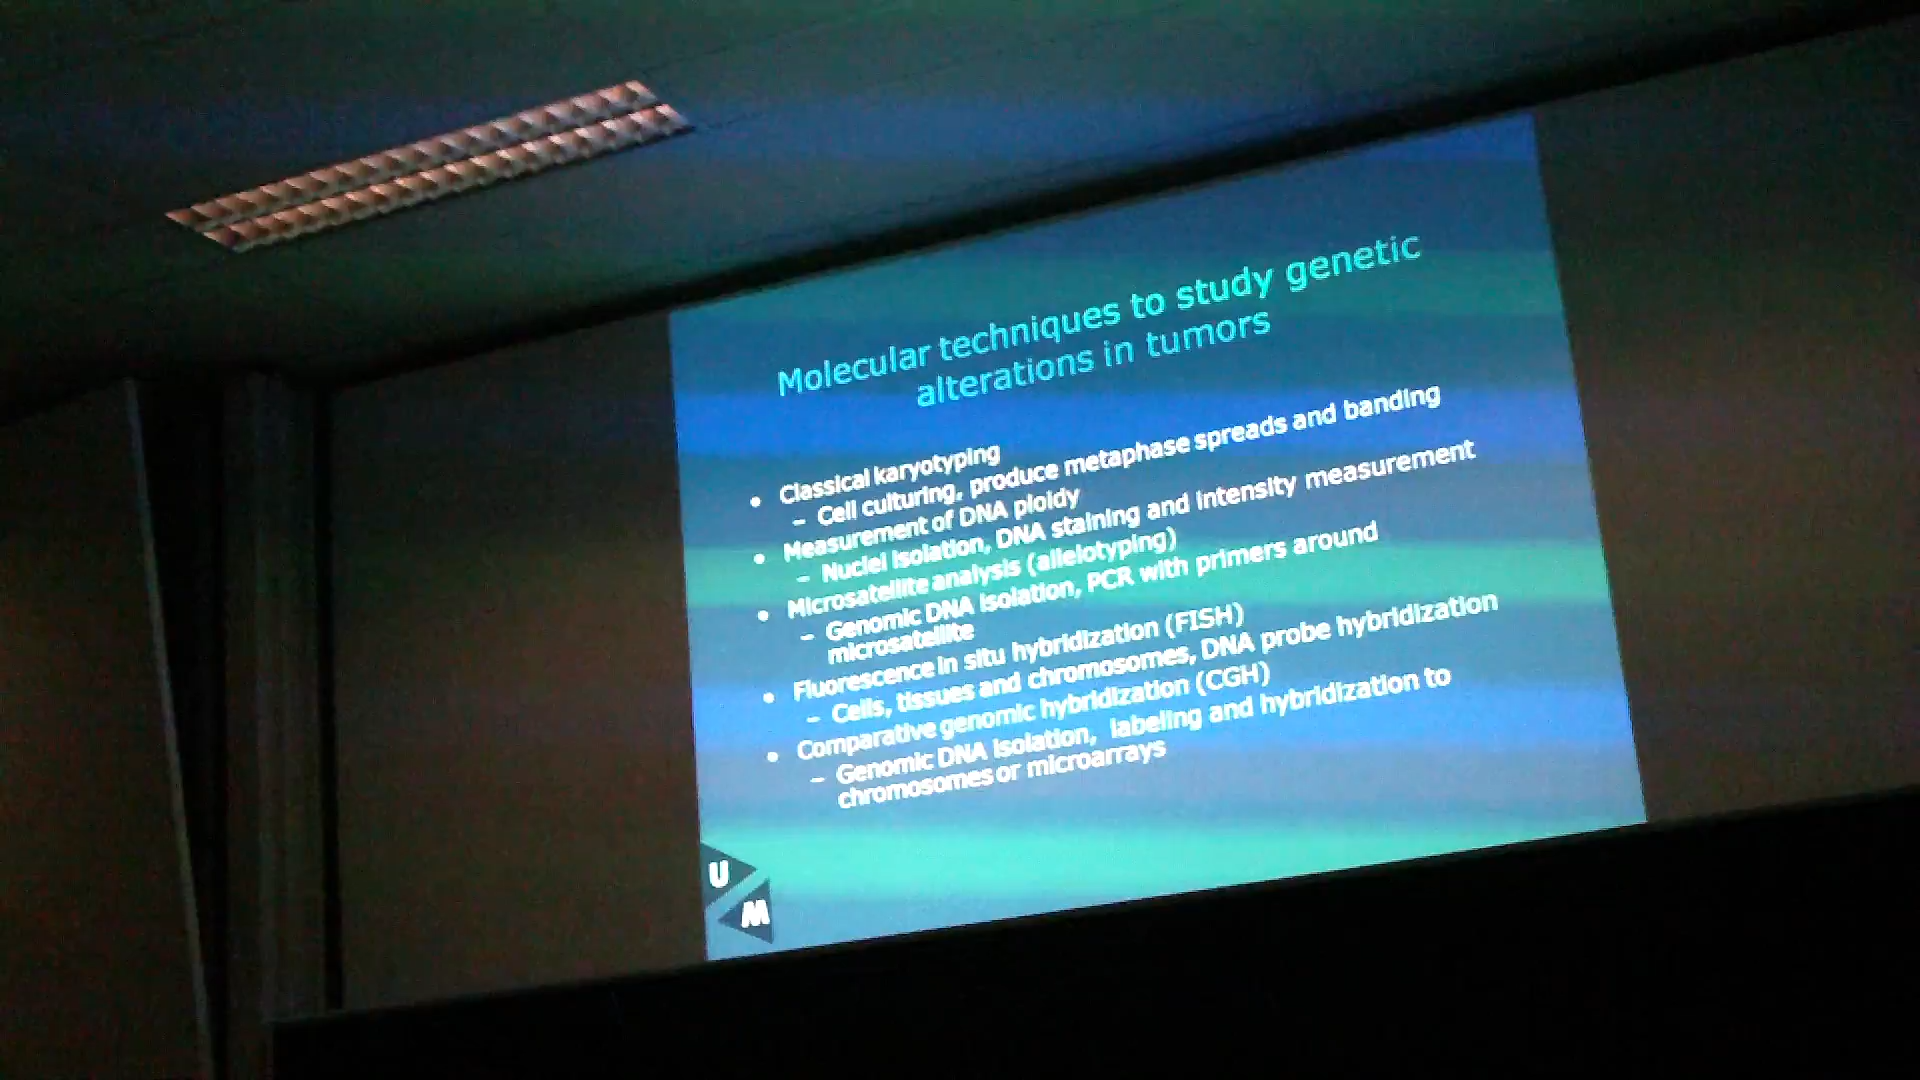 Molecular techniques to study genetic
alterations in tumors
• Classical karyotyping
– Cell culturing, produce metaphase spreads and banding
• Measurement of DNA ploidy
– Nuclei isolation, DNA staining and intensity measurement
• Microsatellite analysis (allelotyping)
– Genomic DNA isolation, PCR with primers around
microsatellite
• Fluorescence in situ hybridization (FISH)
– Cells, tissues and chromosomes, DNA probe hybridization
• Comparative genomic hybridization (CGH)
– Genomic DNA isolation, labeling and hybridization to
chromosomes or microarrays
U
M